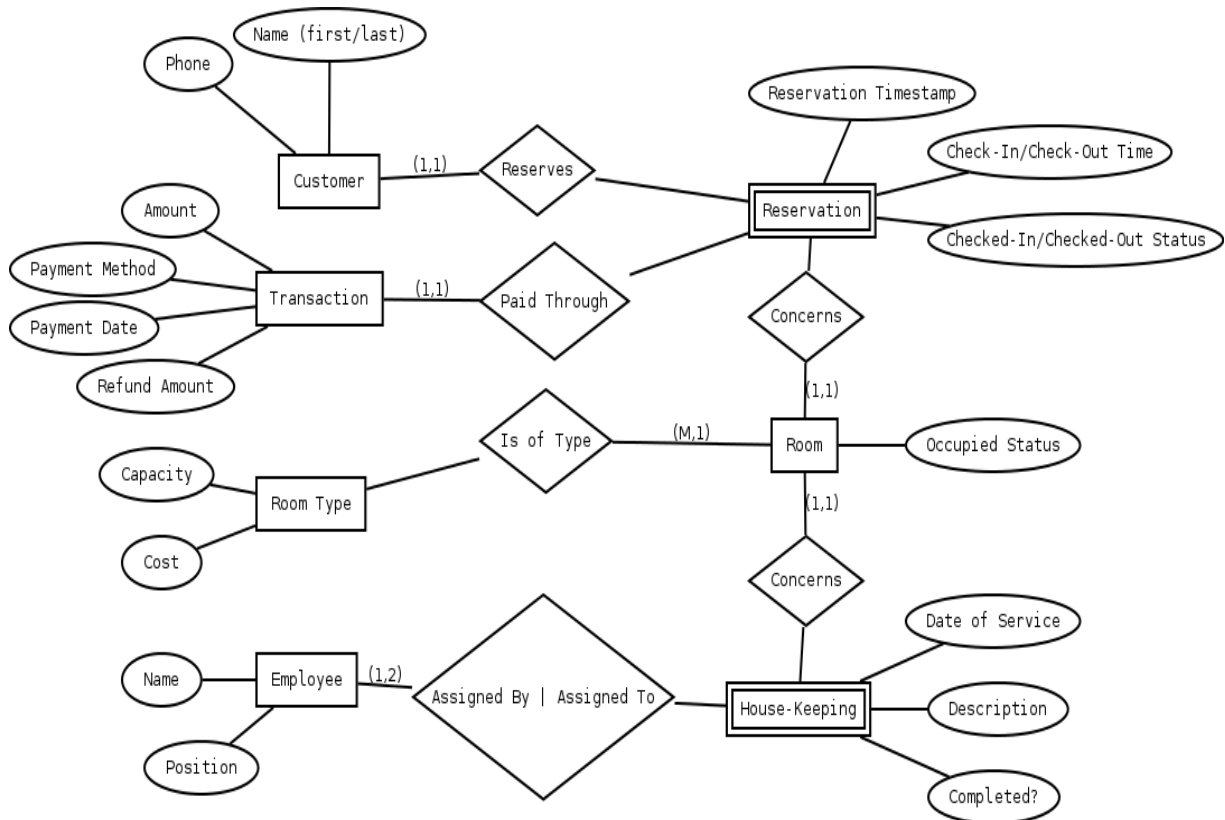 Name (first/last)
Phone
Reservation Timestamp
Check-In/Check-Out Time
(1,1)
Reserves
Customer
Amount
Reservation
Checked-In/Checked-Out Status
Payment Method
(1,1)
Transaction
Paid Through
Concerns
Payment Date
Refund Amount
(1,1)
(M,1)
Is of Type
Room
Occupied Status
Capacity
Room Type
(1,1)
Cost
Concerns
Date of Service
Name
Employee
(1,2)
Assigned By | Assigned To
House-Keeping
Description
Position
Completed?